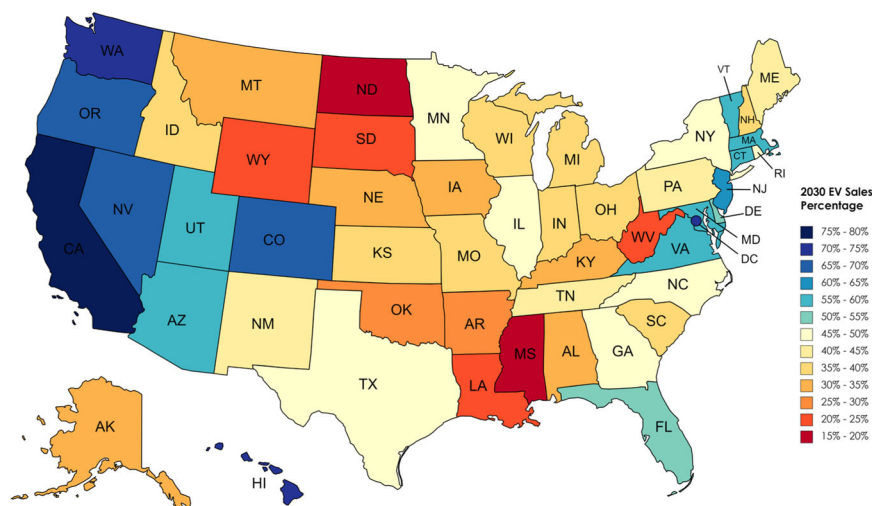 WA
MT
ND
MN
VT
ME
OR
ID
WY
SD
WI
MI
NY
NH
MA
CT
RI
NV
UT
CO
NE
IA
IL
IN
OH
PA
NJ
DE
MD
DC
CA
KS
MO
WV
VA
KY
AZ
NM
OK
AR
TN
NC
SC
TX
LA
MS
AL
GA
FL
AK
HI
2030 EV Sales
Percentage
75% - 80%
70% - 75%
65% - 70%
60% - 65%
55% - 60%
50% - 55%
45% - 50%
40% - 45%
35% - 40%
30% - 35%
25% - 30%
20% - 25%
15% - 20%